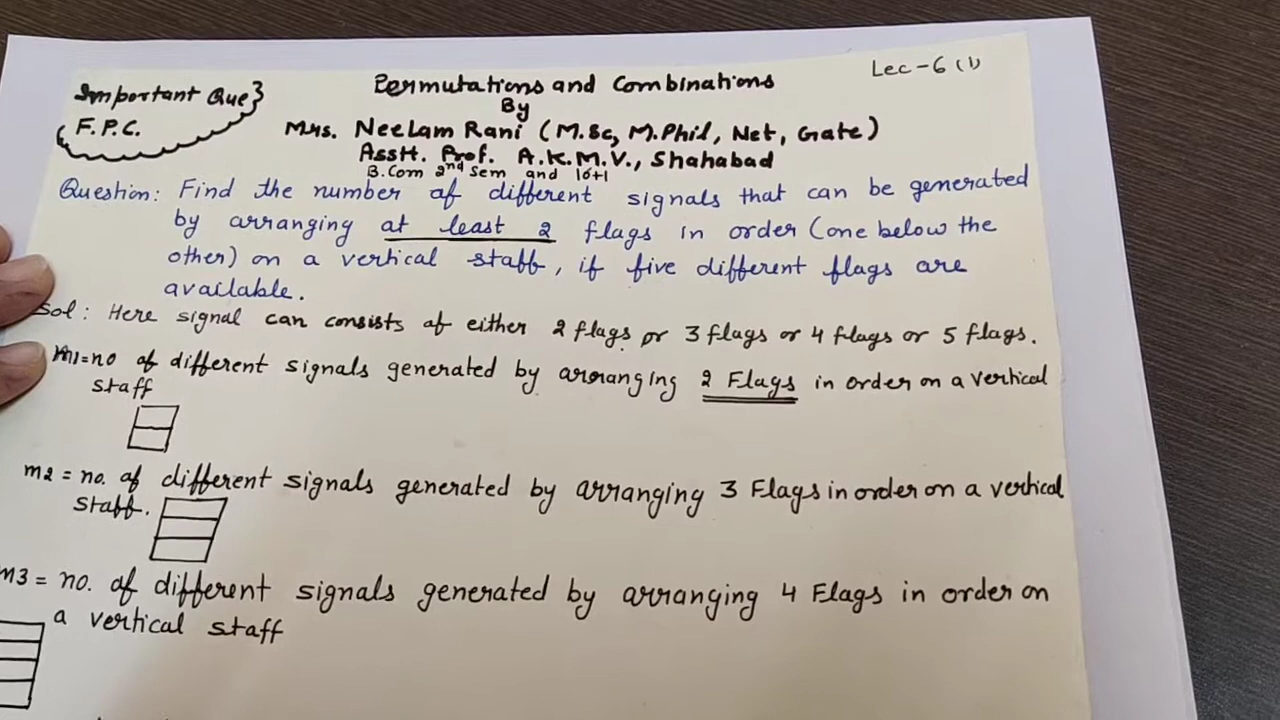 Lec-6(1)
Important Que}
F.P.C.
Permutations and Combinations
By
Mrs. Neelam Rani (M.Sc, M.Phil, Net, Gate)
Asstt. Prof. A.K.M.V., Shahabad
B.Com 2nd Sem and 10+1
Question: Find the number of different signals that can be generated
by arranging at least 2 flags in order (one below the
other) on a vertical staff, if five different flags are
available.
Sol: Here signal can consists of either 2 flags or 3 flags or 4 flags or 5 flags.
m1=no of different signals generated by arranging 2 Flags in order on a vertical
staff
m2 = no. of different signals generated by arranging 3 Flags in order on a vertical
staff.
m3 = no. of different signals generated by arranging 4 Flags in order on
a vertical staff